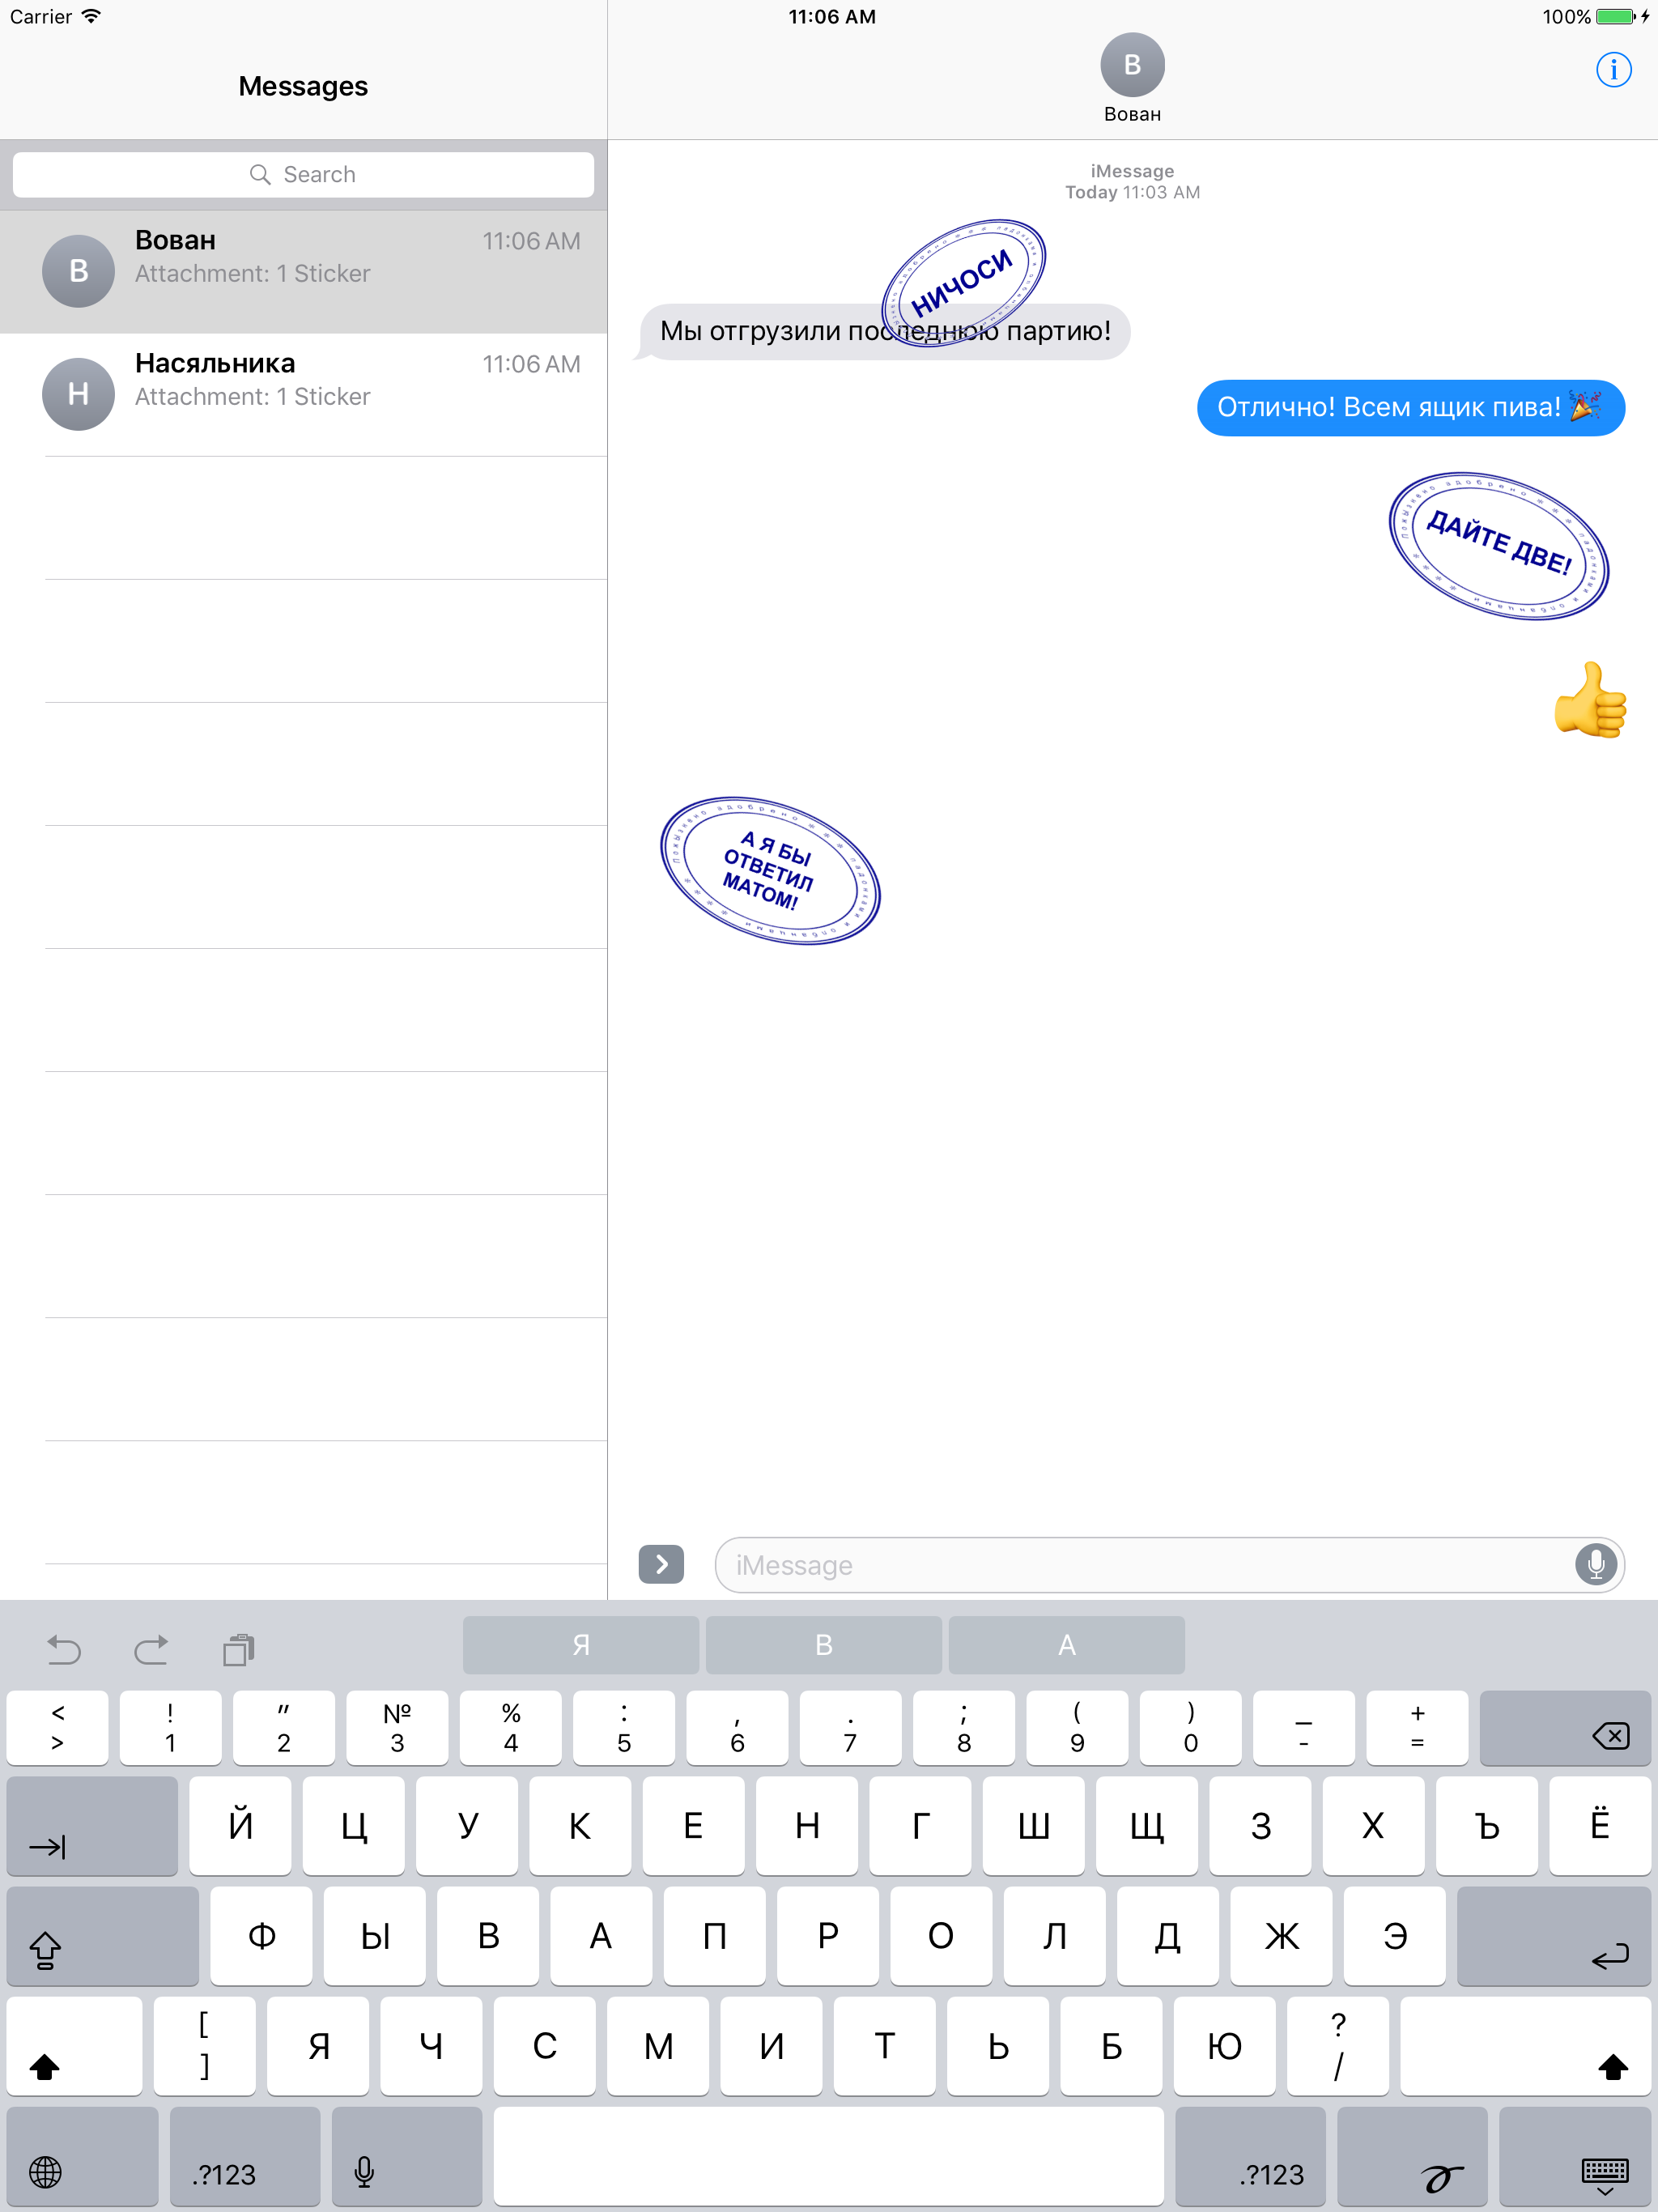 Carrier
11:06 AM
100%
Messages
В
Вован
Search
В
Вован
11:06 AM
Attachment: 1 Sticker
Н
Насяльника
11:06 AM
Attachment: 1 Sticker
iMessage
Today 11:03 AM
НИЧОСИ
Мы отгрузили последнюю партию!
Отлично! Всем ящик пива! 🎉
ДАЙТЕ ДВЕ!
👍
А Я БЫ
ОТВЕТИЛ
МАТОМ!
iMessage
Я В А
< ! " № % : , . ; ( ) _ +
> 1 2 3 4 5 6 7 8 9 0 - =
Й Ц У К Е Н Г Ш Щ З Х Ъ Ё
Ф Ы В А П Р О Л Д Ж Э
[ ] Я Ч С М И Т Ь Б Ю ? /
.?123 .?123